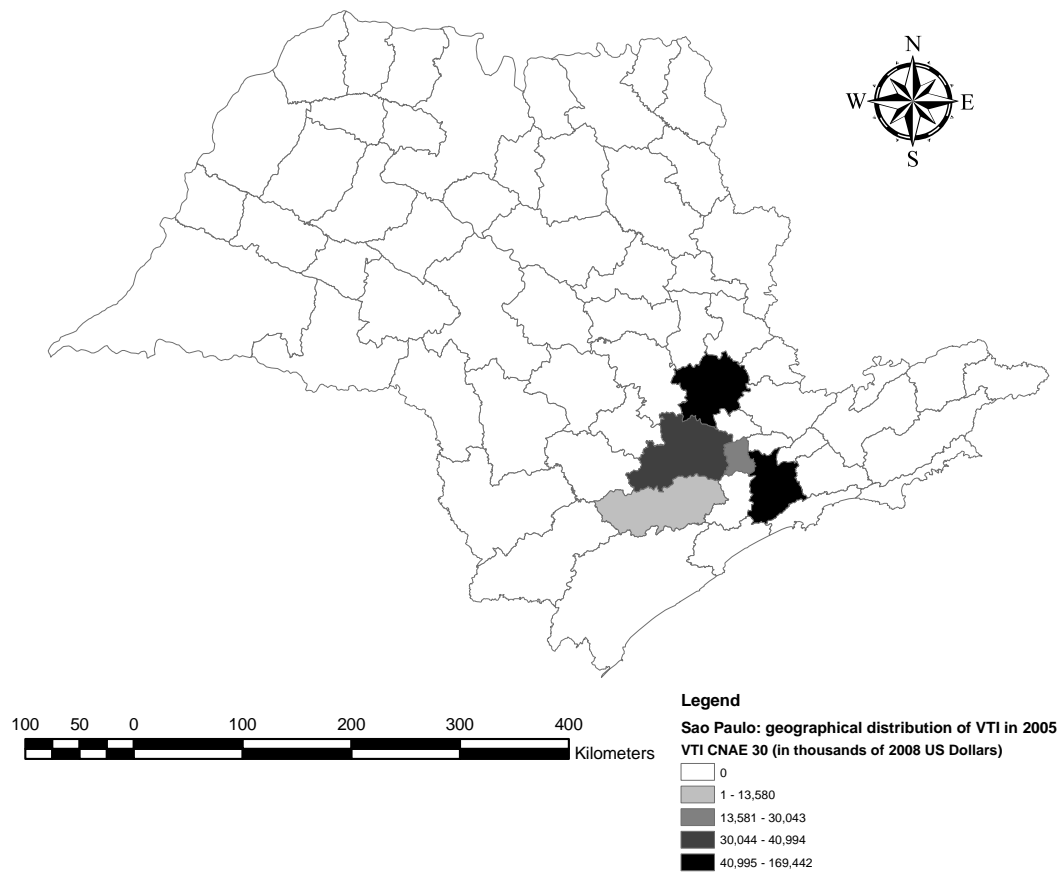 N
W E
S
Legend
Sao Paulo: geographical distribution of VTI in 2005
VTI CNAE 30 (in thousands of 2008 US Dollars)
0
1 - 13,580
13,581 - 30,043
30,044 - 40,994
40,995 - 169,442
100 50 0 100 200 300 400
Kilometers